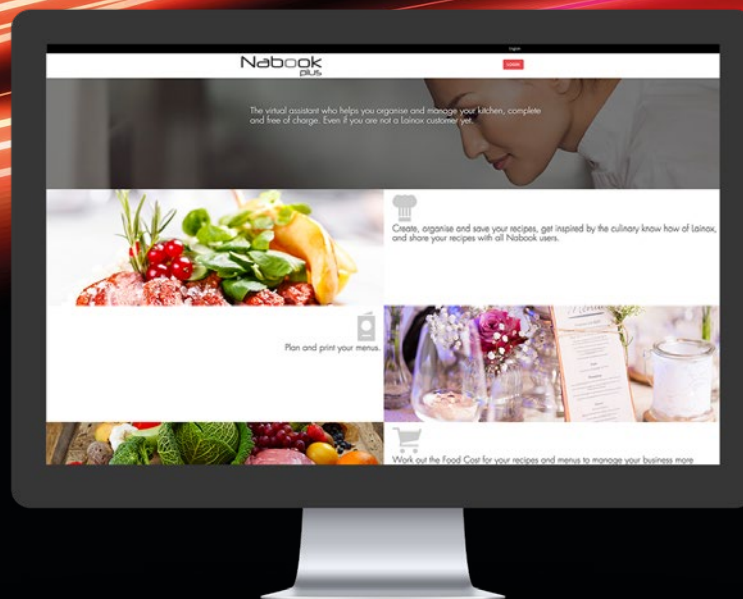 English
Nabook
plus
LOGIN
The virtual assistant who helps you organise and manage your kitchen, complete
and free of charge. Even if you are not a Lainox customer yet.
Create, organise and save your recipes, get inspired by the culinary know how of Lainox,
and share your recipes with all Nabook users.
Plan and print your menus.
Menu
Work out the Food Cost for your recipes and menus to manage your business more